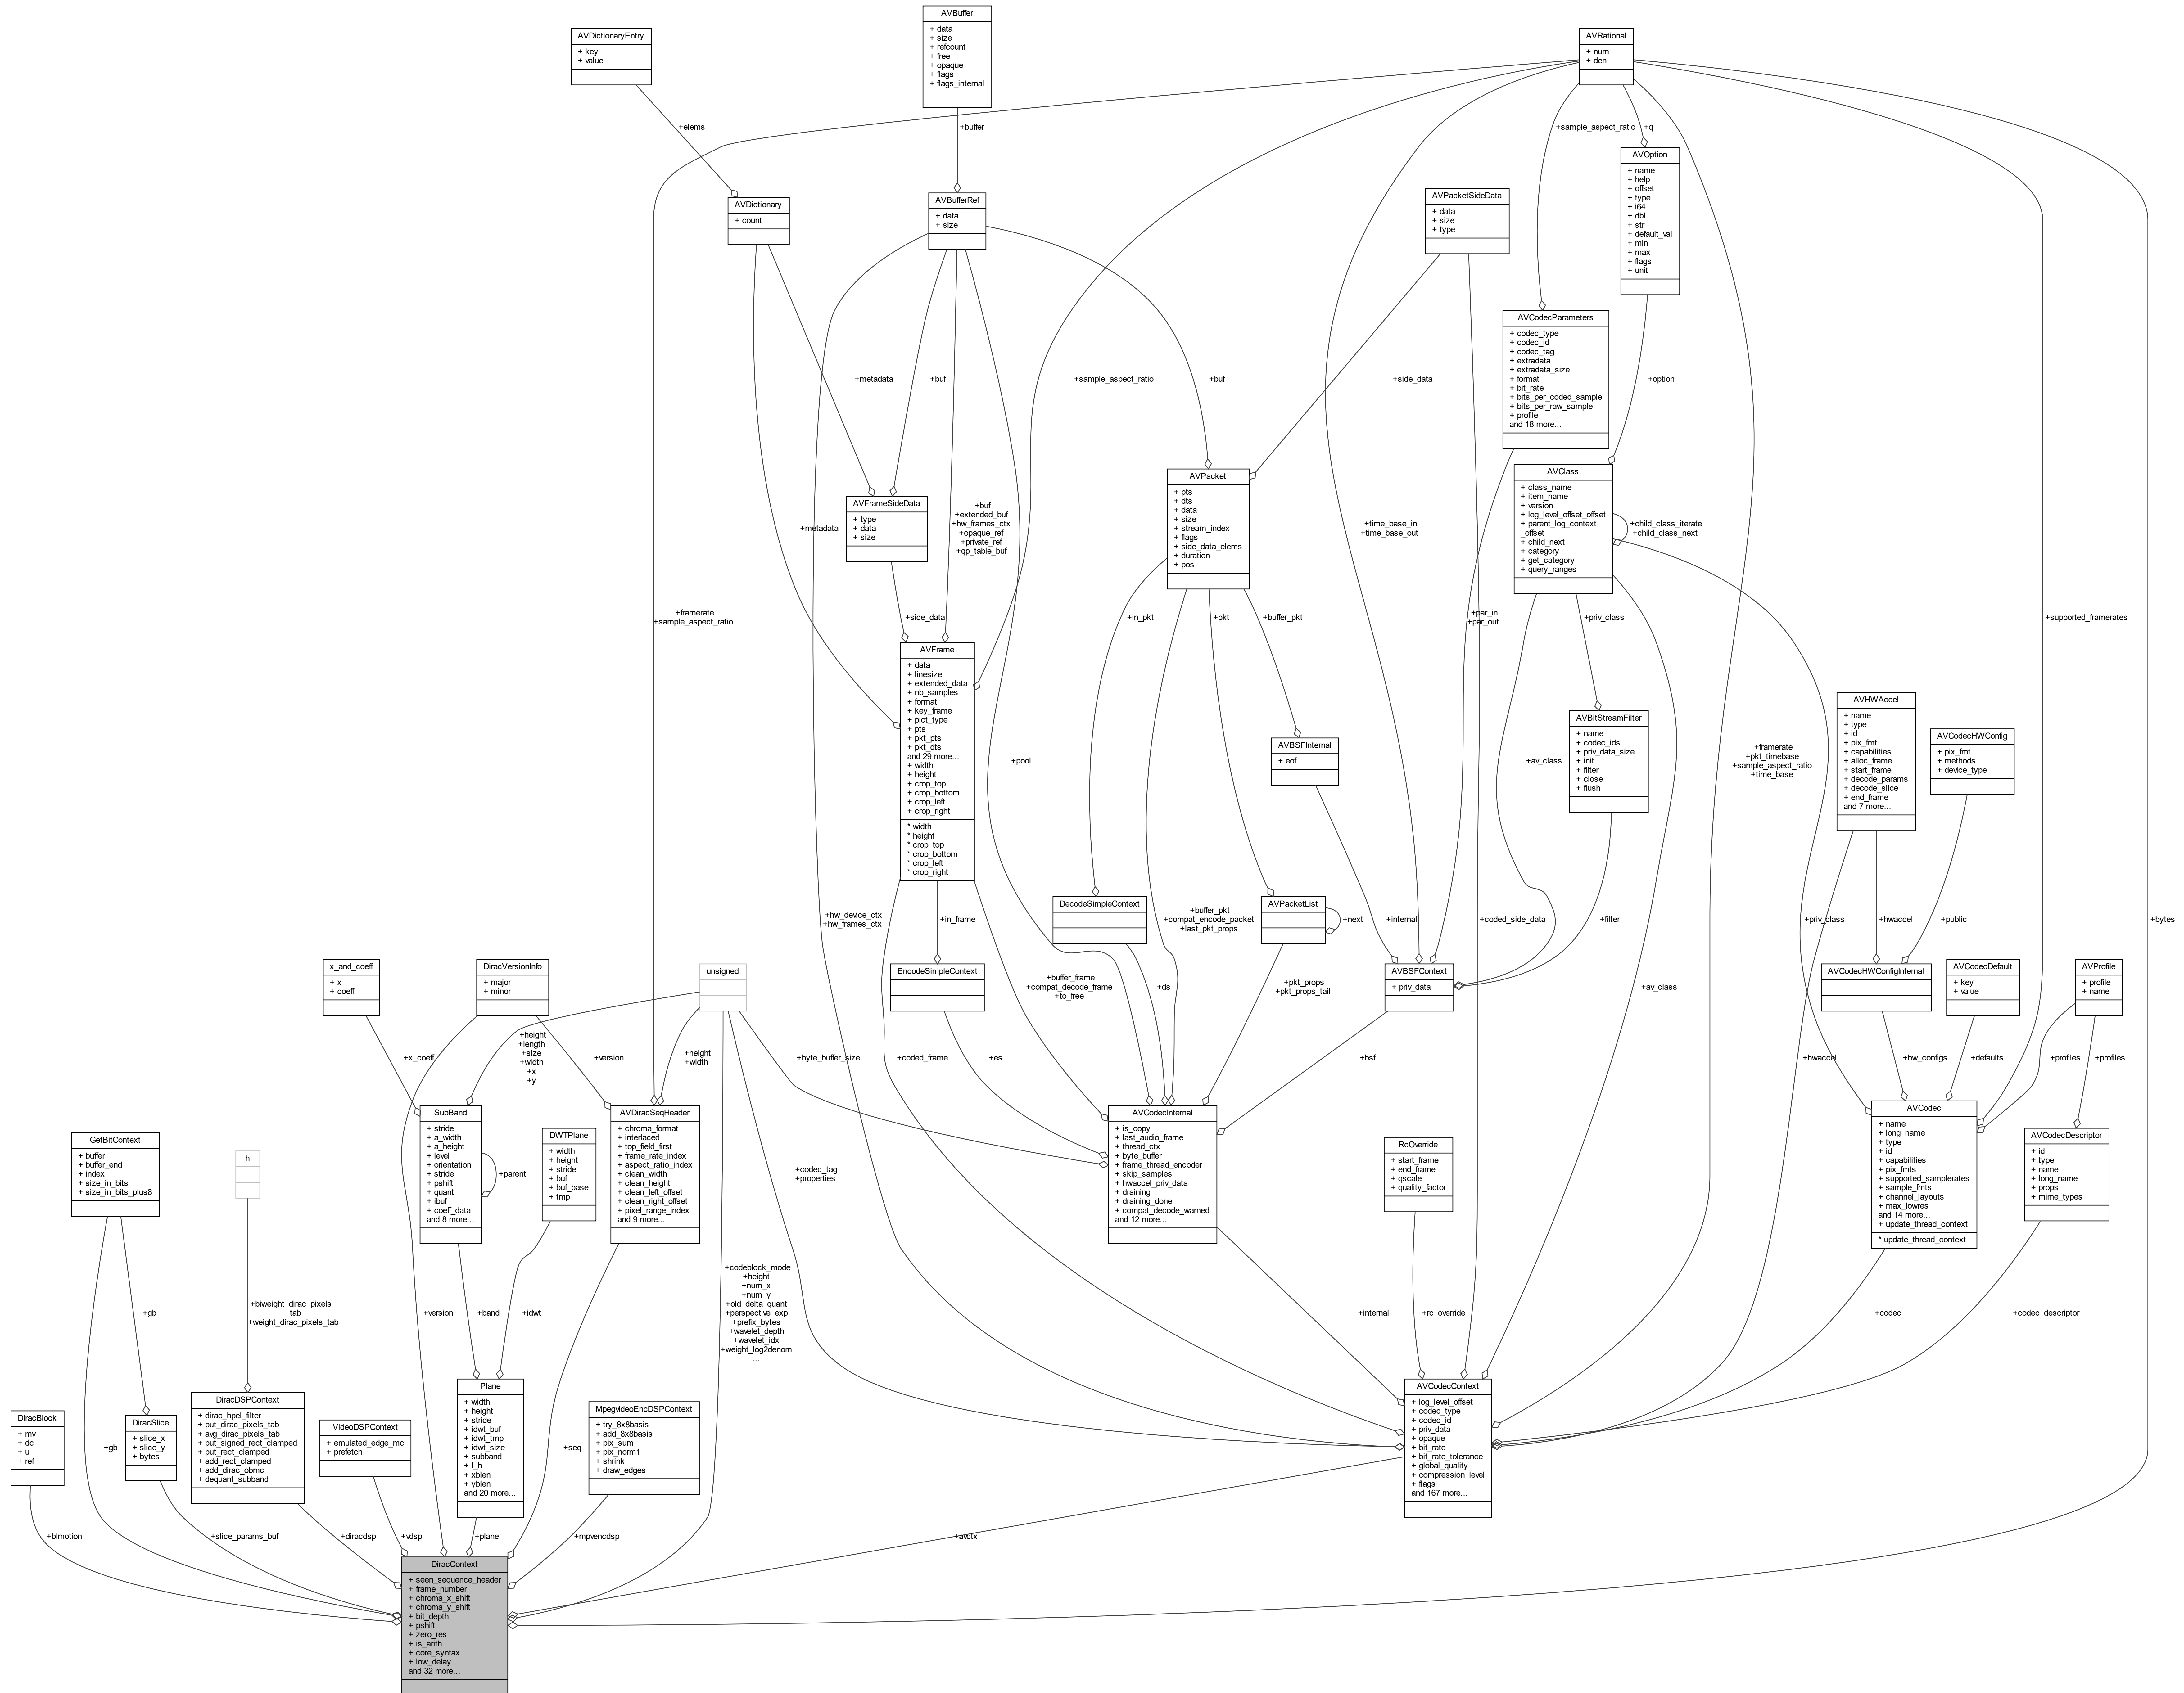 AVBuffer
+ data
+ size
+ refcount
+ free
+ opaque
+ flags
+ flags_internal
AVDictionaryEntry
+ key
+ value
AVRational
+ num
+ den
+elems
+buffer
+sample_aspect_ratio
+q
AVOption
+ name
+ help
+ offset
+ type
+ i64
+ dbl
+ str
+ default_val
+ min
+ max
+ flags
+ unit
AVDictionary
+ count
AVBufferRef
+ data
+ size
AVPacketSideData
+ data
+ size
+ type
AVCodecParameters
+ codec_type
+ codec_id
+ codec_tag
+ extradata
+ extradata_size
+ format
+ bit_rate
+ bits_per_coded_sample
+ bits_per_raw_sample
+ profile
and 18 more...
+metadata
+buf
+sample_aspect_ratio
+buf
+side_data
+option
AVClass
+ class_name
+ item_name
+ version
+ log_level_offset_offset
+ parent_log_context
_offset
+ child_next
+ category
+ get_category
+ query_ranges
+child_class_iterate
+child_class_next
AVPacket
+ pts
+ dts
+ data
+ size
+ stream_index
+ flags
+ side_data_elems
+ duration
+ pos
AVFrameSideData
+ type
+ data
+ size
+metadata
+buf
+extended_buf
+hw_frames_ctx
+opaque_ref
+private_ref
+qp_table_buf
+time_base_in
+time_base_out
+framerate
+sample_aspect_ratio
+side_data
+in_pkt
+pkt
+buffer_pkt
+par_in
+par_out
+priv_class
+supported_framerates
AVFrame
+ data
+ linesize
+ extended_data
+ nb_samples
+ format
+ key_frame
+ pict_type
+ pts
+ pkt_pts
+ pkt_dts
and 29 more...
+ width
+ height
+ crop_top
+ crop_bottom
+ crop_left
+ crop_right
* width
* height
* crop_top
* crop_bottom
* crop_left
* crop_right
+pool
AVBSFInternal
+ eof
+av_class
AVBitStreamFilter
+ name
+ codec_ids
+ priv_data_size
+ init
+ filter
+ close
+ flush
+framerate
+pkt_timebase
+sample_aspect_ratio
+time_base
AVHWAccel
+ name
+ type
+ id
+ pix_fmt
+ capabilities
+ alloc_frame
+ start_frame
+ decode_params
+ decode_slice
+ end_frame
and 7 more...
AVCodecHWConfig
+ pix_fmt
+ methods
+ device_type
+hw_device_ctx
+hw_frames_ctx
+in_frame
DecodeSimpleContext
+buffer_pkt
+compat_encode_packet
+last_pkt_props
AVPacketList
+next
+internal
+coded_side_data
+filter
+priv_class
+hwaccel
+public
+bytes
x_and_coeff
+ x
+ coeff
DiracVersionInfo
+ major
+ minor
unsigned
EncodeSimpleContext
+buffer_frame
+compat_decode_frame
+to_free
+ds
+pkt_props
+pkt_props_tail
AVBSFContext
+ priv_data
+av_class
AVCodecHWConfigInternal
AVCodecDefault
+ key
+ value
AVProfile
+ profile
+ name
+x_coeff
+height
+length
+size
+width
+x
+y
+version
+height
+width
+byte_buffer_size
+coded_frame
+es
+bsf
+hwaccel
+hw_configs
+defaults
+profiles
+profiles
GetBitContext
+ buffer
+ buffer_end
+ index
+ size_in_bits
+ size_in_bits_plus8
h
SubBand
+ stride
+ a_width
+ a_height
+ level
+ orientation
+ stride
+ pshift
+ quant
+ ibuf
+ coeff_data
and 8 more...
+parent
DWTPlane
+ width
+ height
+ stride
+ buf
+ buf_base
+ tmp
AVDiracSeqHeader
+ chroma_format
+ interlaced
+ top_field_first
+ frame_rate_index
+ aspect_ratio_index
+ clean_width
+ clean_height
+ clean_left_offset
+ clean_right_offset
+ pixel_range_index
and 9 more...
+codec_tag
+properties
AVCodecInternal
+ is_copy
+ last_audio_frame
+ thread_ctx
+ byte_buffer
+ frame_thread_encoder
+ skip_samples
+ hwaccel_priv_data
+ draining
+ draining_done
+ compat_decode_warned
and 12 more...
RcOverride
+ start_frame
+ end_frame
+ qscale
+ quality_factor
AVCodec
+ name
+ long_name
+ type
+ id
+ capabilities
+ pix_fmts
+ supported_samplerates
+ sample_fmts
+ channel_layouts
+ max_lowres
and 14 more...
+ update_thread_context
* update_thread_context
AVCodecDescriptor
+ id
+ type
+ name
+ long_name
+ props
+ mime_types
+gb
+biweight_dirac_pixels
_tab
+weight_dirac_pixels_tab
+version
+band
+idwt
+codeblock_mode
+height
+num_x
+num_y
+old_delta_quant
+perspective_exp
+prefix_bytes
+wavelet_depth
+wavelet_idx
+weight_log2denom
...
+internal
+rc_override
+codec
+codec_descriptor
DiracBlock
+ mv
+ dc
+ u
+ ref
+gb
DiracSlice
+ slice_x
+ slice_y
+ bytes
DiracDSPContext
+ dirac_hpel_filter
+ put_dirac_pixels_tab
+ avg_dirac_pixels_tab
+ put_signed_rect_clamped
+ put_rect_clamped
+ add_rect_clamped
+ add_dirac_obmc
+ dequant_subband
VideoDSPContext
+ emulated_edge_mc
+ prefetch
Plane
+ width
+ height
+ stride
+ idwt_buf
+ idwt_tmp
+ idwt_size
+ subband
+ l_h
+ xblen
+ yblen
and 20 more...
+seq
MpegvideoEncDSPContext
+ try_8x8basis
+ add_8x8basis
+ pix_sum
+ pix_norm1
+ shrink
+ draw_edges
AVCodecContext
+ log_level_offset
+ codec_type
+ codec_id
+ priv_data
+ opaque
+ bit_rate
+ bit_rate_tolerance
+ global_quality
+ compression_level
+ flags
and 167 more...
+blmotion
+slice_params_buf
+diracdsp
+vdsp
+plane
+mpvencdsp
+avctx
DiracContext
+ seen_sequence_header
+ frame_number
+ chroma_x_shift
+ chroma_y_shift
+ bit_depth
+ pshift
+ zero_res
+ is_arith
+ core_syntax
+ low_delay
and 32 more...